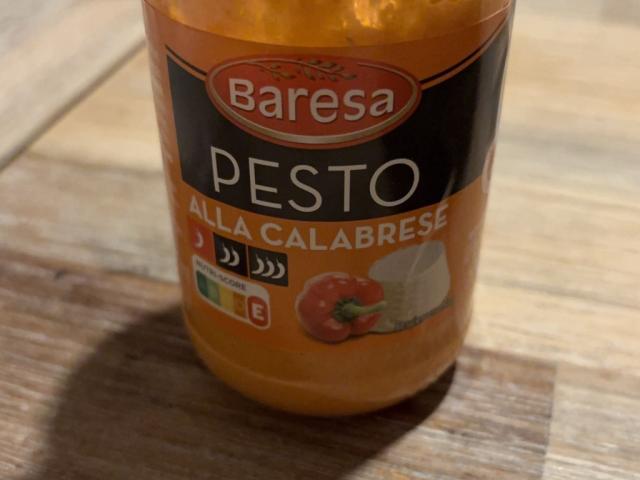 Baresa
PESTO
ALLA CALABRESE
NUTRI-SCORE
E